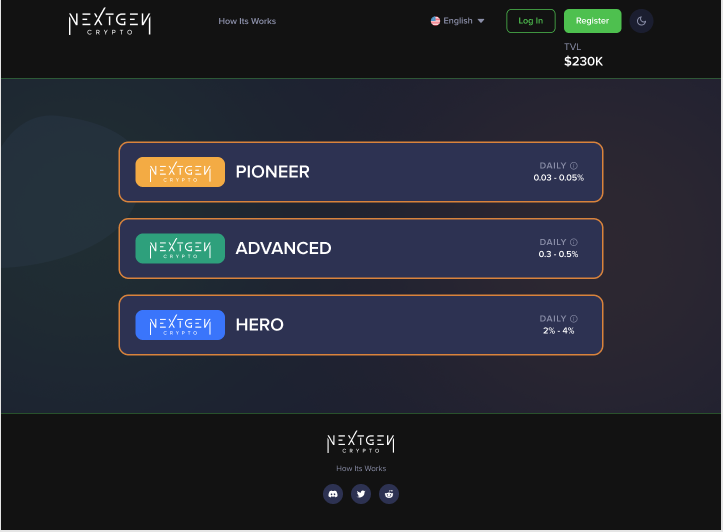 NEXTGEN
CRYPTO
How Its Works
English
Log In
Register
TVL
$230K
NEXTGEN
CRYPTO
PIONEER
DAILY
0.03 - 0.05%
NEXTGEN
CRYPTO
ADVANCED
DAILY
0.3 - 0.5%
NEXTGEN
CRYPTO
HERO
DAILY
2% - 4%
NEXTGEN
CRYPTO
How Its Works